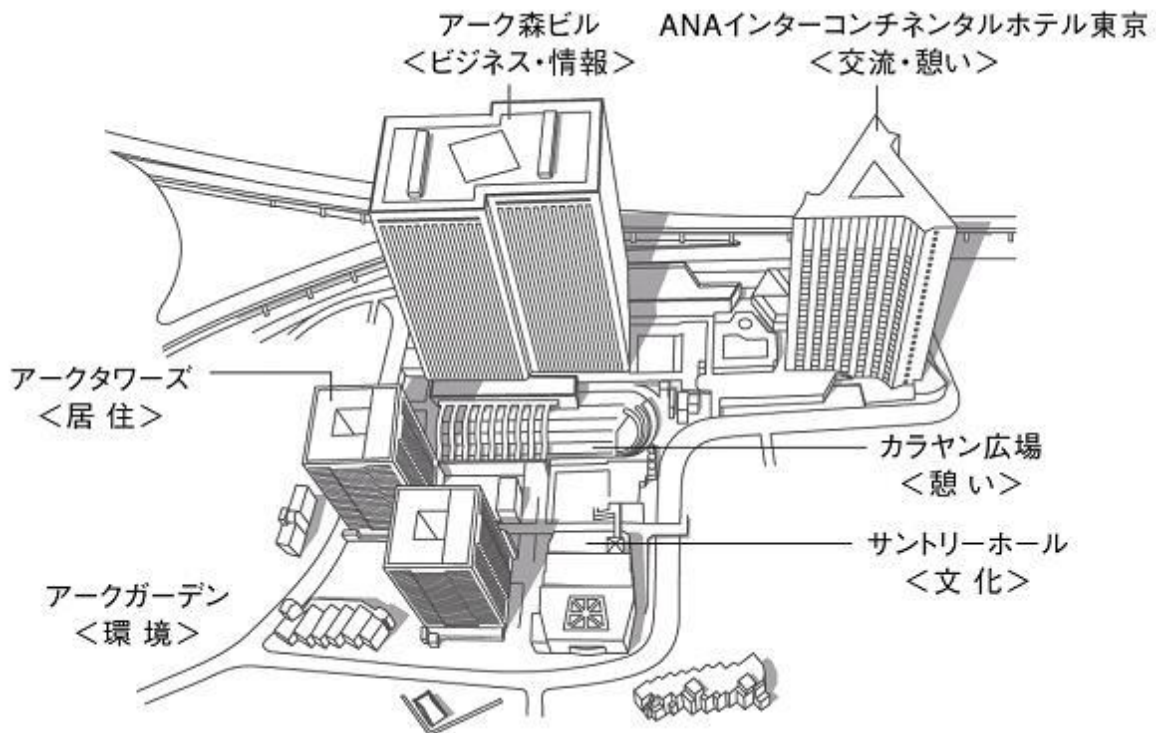 アーク森ビル
＜ビジネス・情報＞
ANAインターコンチネンタルホテル東京
＜交流・憩い＞
アークタワーズ
＜居 住＞
カラヤン広場
＜憩 い＞
サントリーホール
＜文 化＞
アークガーデン
＜環 境＞